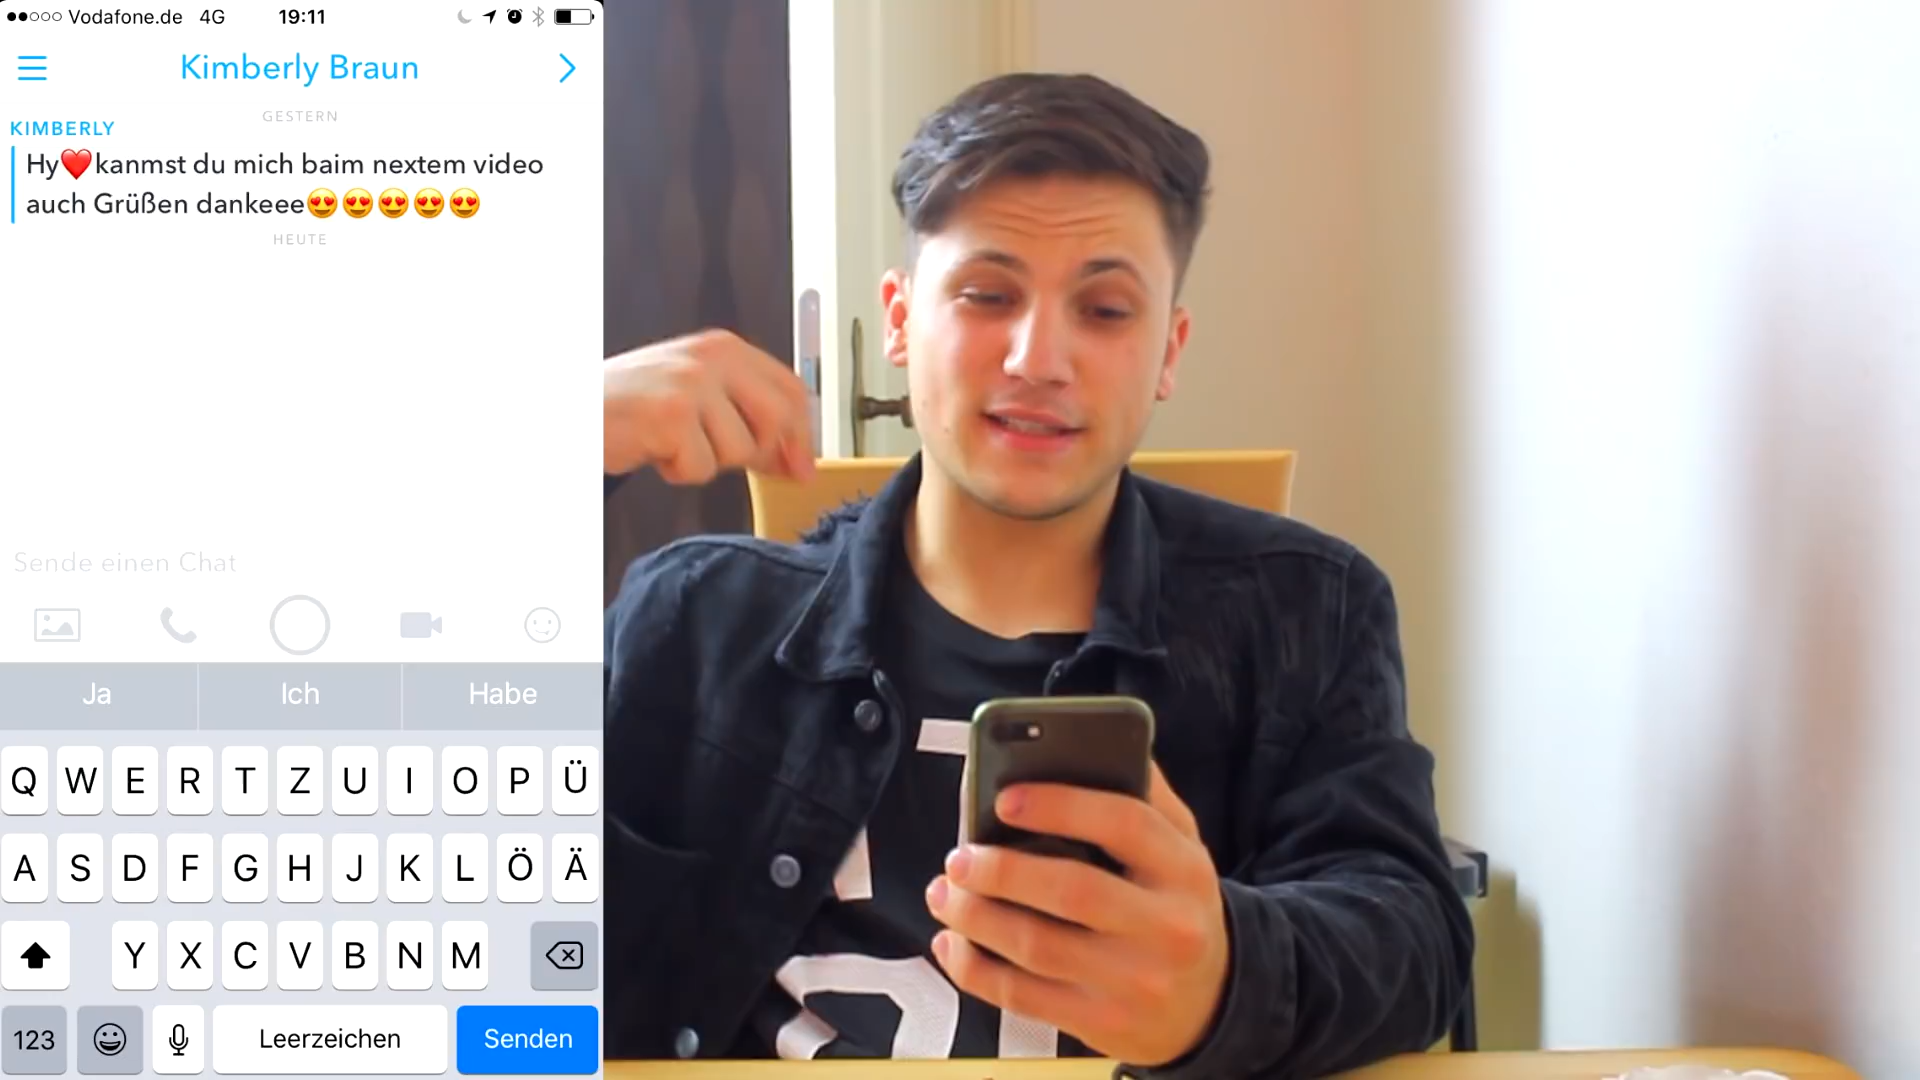 Vodafone.de 4G 19:11
Kimberly Braun
GESTERN
KIMBERLY
Hy❤️kanmst du mich baim nextem video
auch Grüßen dankeee😍😍😍😍😍
HEUTE
Sende einen Chat
Ja Ich Habe
Q W E R T Z U I O P Ü
A S D F G H J K L Ö Ä
Y X C V B N M
123 Leerzeichen Senden